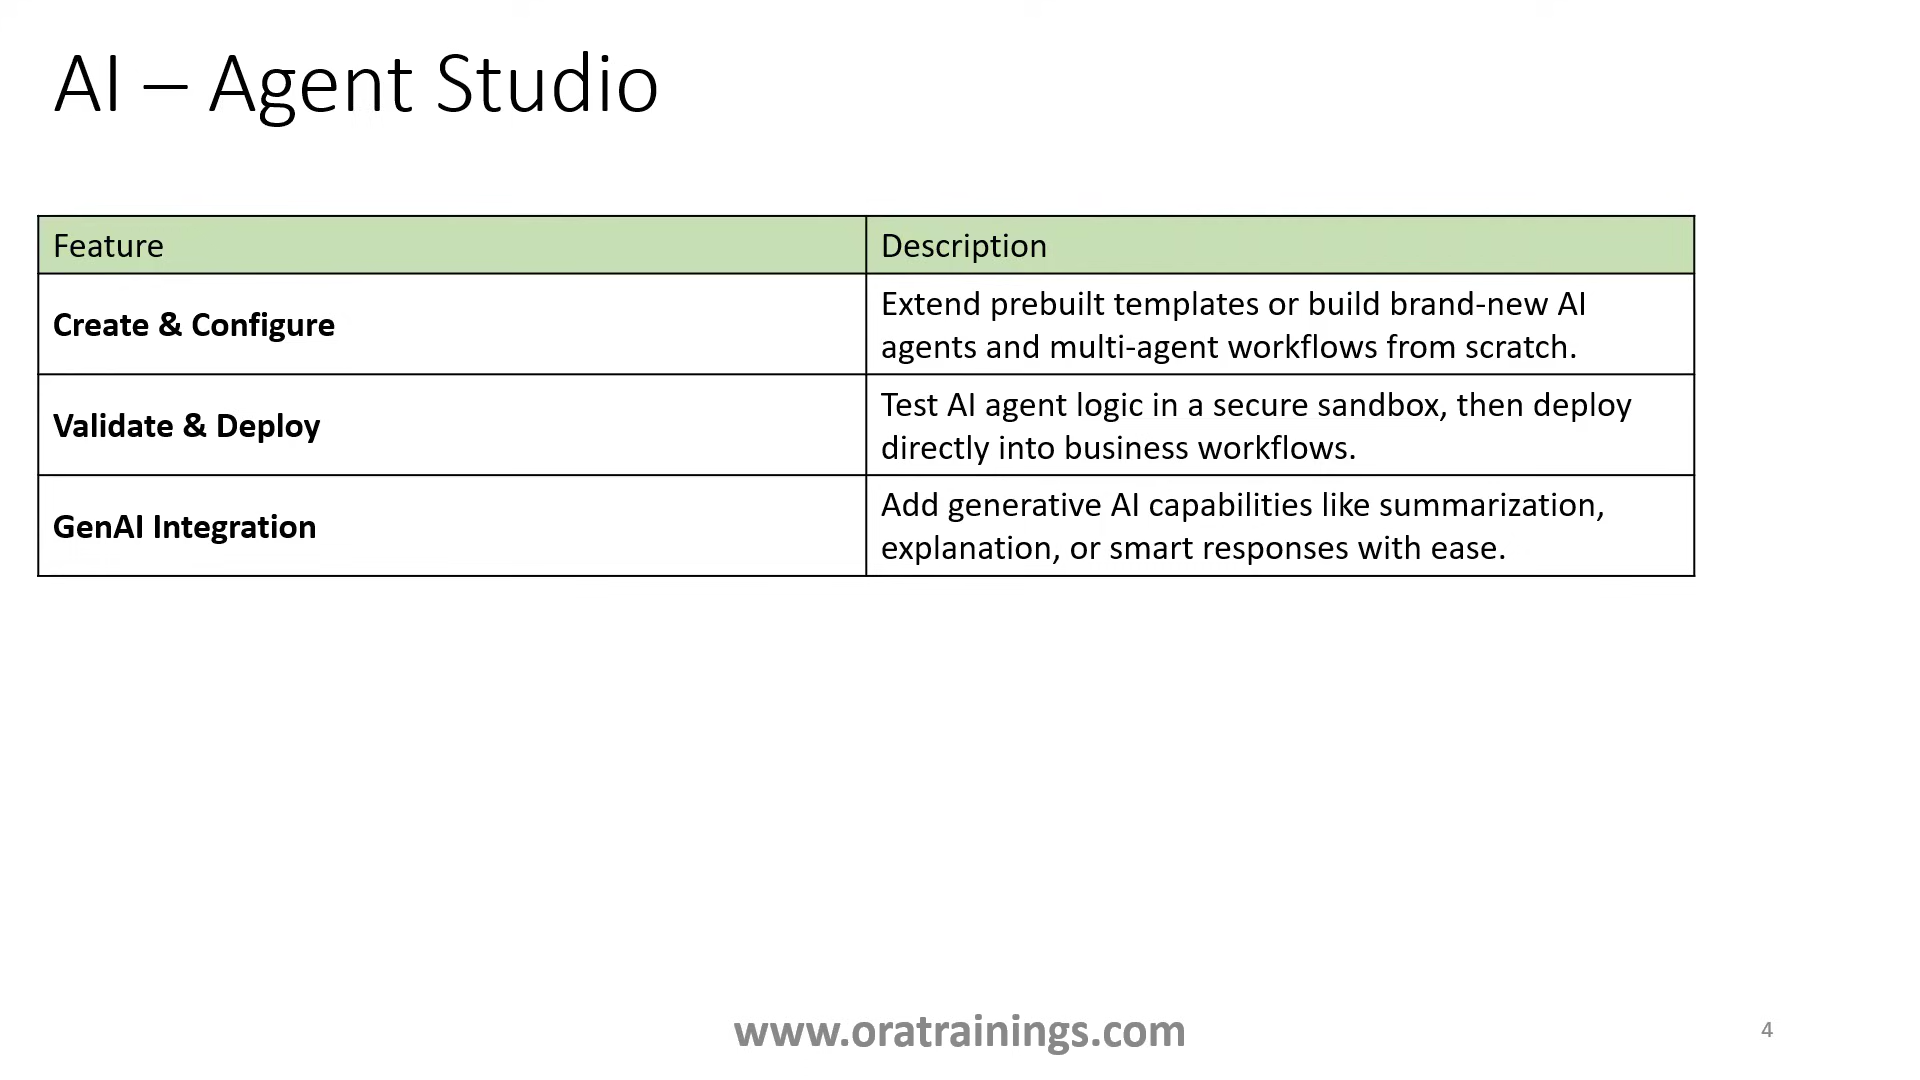 AI – Agent Studio
Feature
Description
Create & Configure
Extend prebuilt templates or build brand-new AI
agents and multi-agent workflows from scratch.
Validate & Deploy
Test AI agent logic in a secure sandbox, then deploy
directly into business workflows.
GenAI Integration
Add generative AI capabilities like summarization,
explanation, or smart responses with ease.
www.oratrainings.com
4